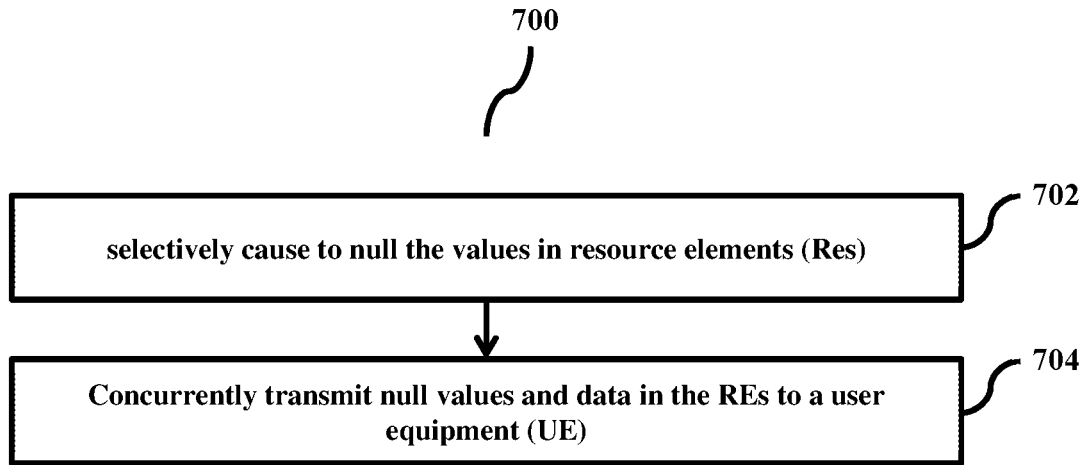 700
702
selectively cause to null the values in resource elements (Res)
704
Concurrently transmit null values and data in the REs to a user
equipment (UE)